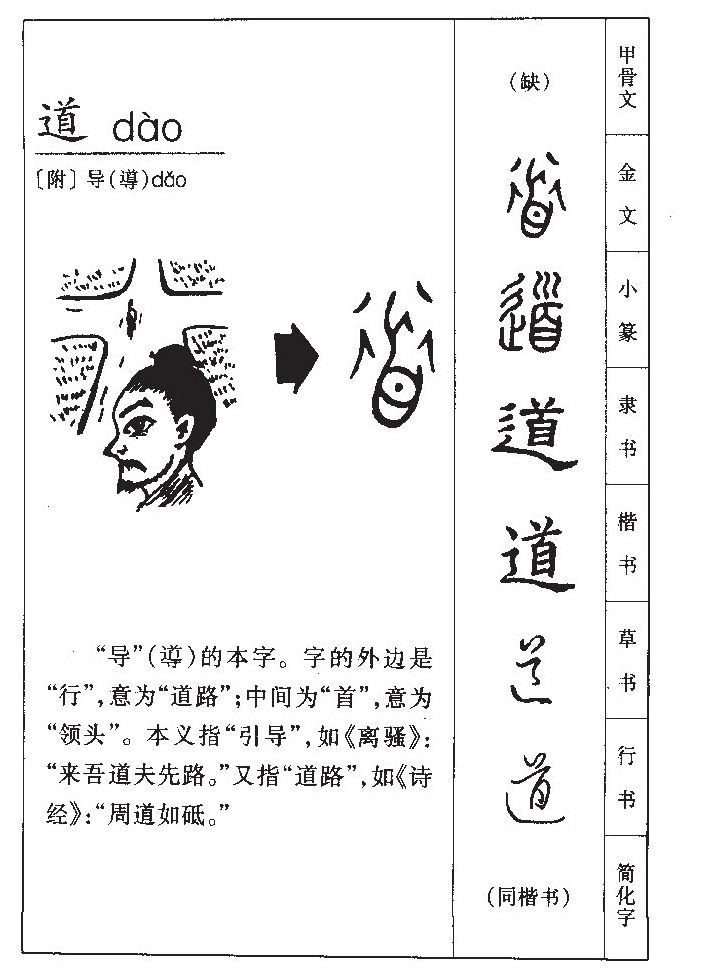 道 dào
〔附〕导(導)dǎo
“导”(導)的本字。字的外边是
“行”,意为“道路”;中间为“首”,意为
“领头”。本义指“引导”,如《离骚》:
“来吾道夫先路。”又指“道路”,如《诗
经》:“周道如砥。”
(缺)
道
道
道
道
道
道
(同楷书)
甲骨文
金文
小篆
隶书
楷书
草书
行书
简化字